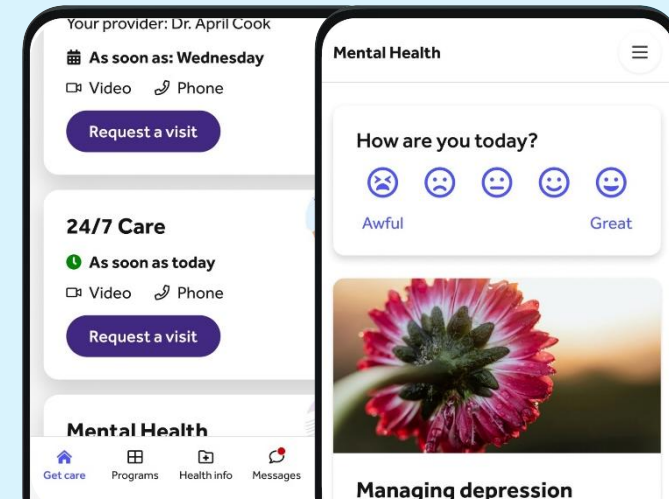 Your provider: Dr. April Cook
As soon as: Wednesday
Video Phone
Request a visit
24/7 Care
As soon as today
Video Phone
Request a visit
Mental Health
Get care Programs Health info Messages
Mental Health
How are you today?
Awful Great
Managing depression